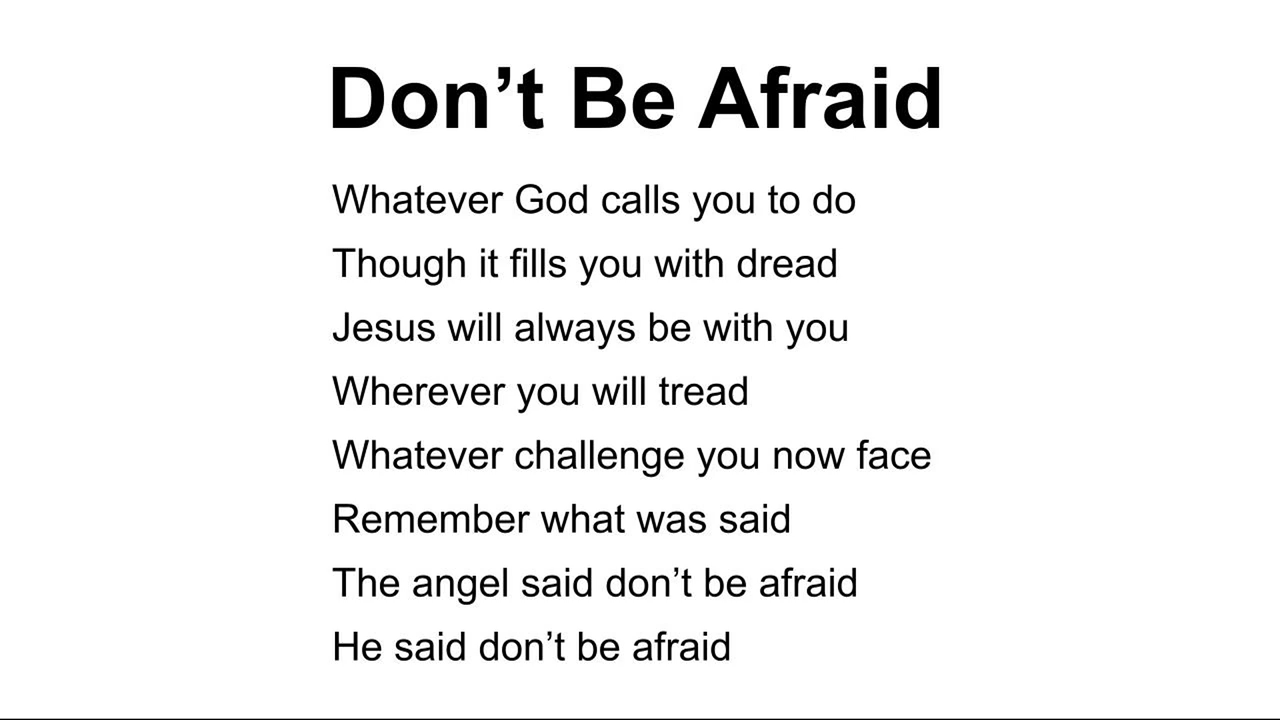 Don’t Be Afraid
Whatever God calls you to do
Though it fills you with dread
Jesus will always be with you
Wherever you will tread
Whatever challenge you now face
Remember what was said
The angel said don’t be afraid
He said don’t be afraid